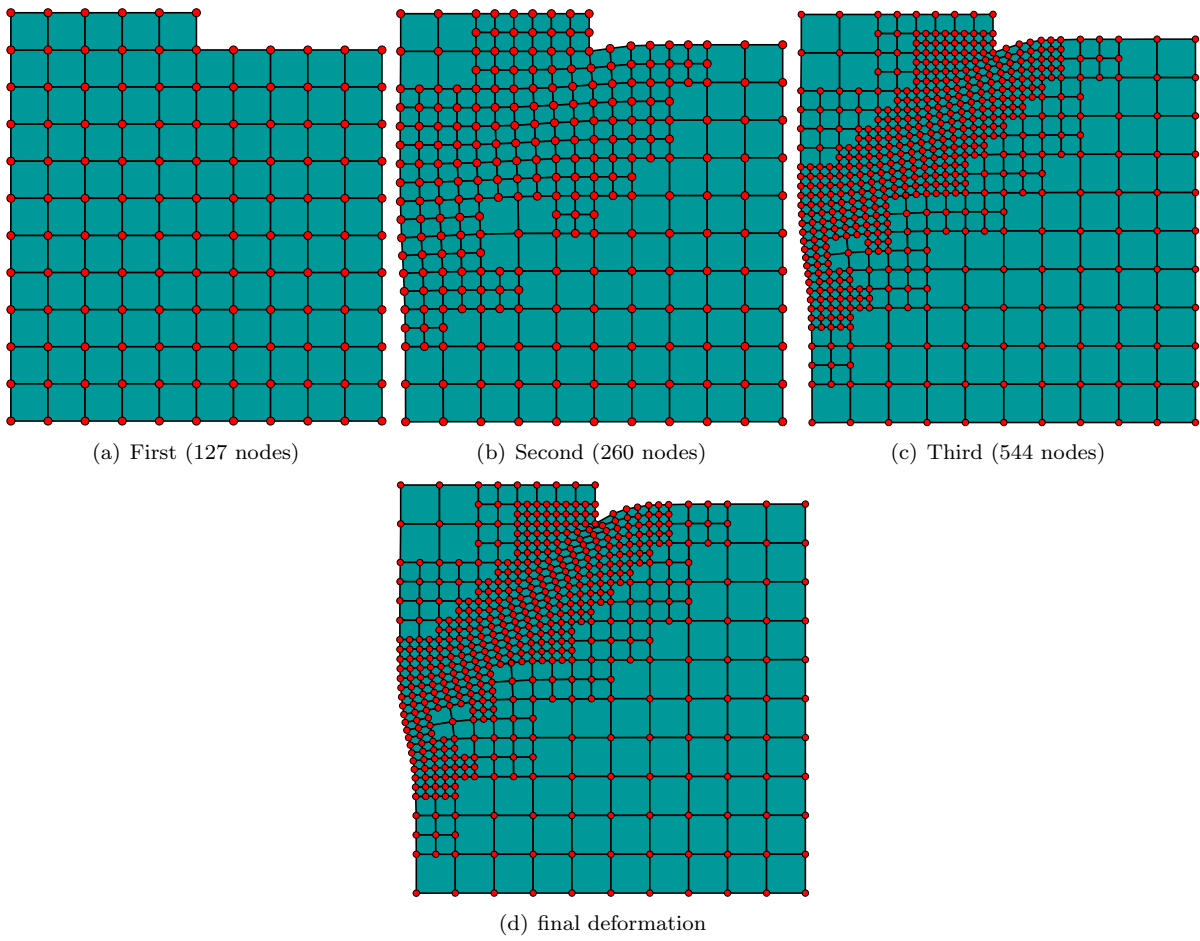 (a) First (127 nodes)
(b) Second (260 nodes)
(c) Third (544 nodes)
(d) final deformation